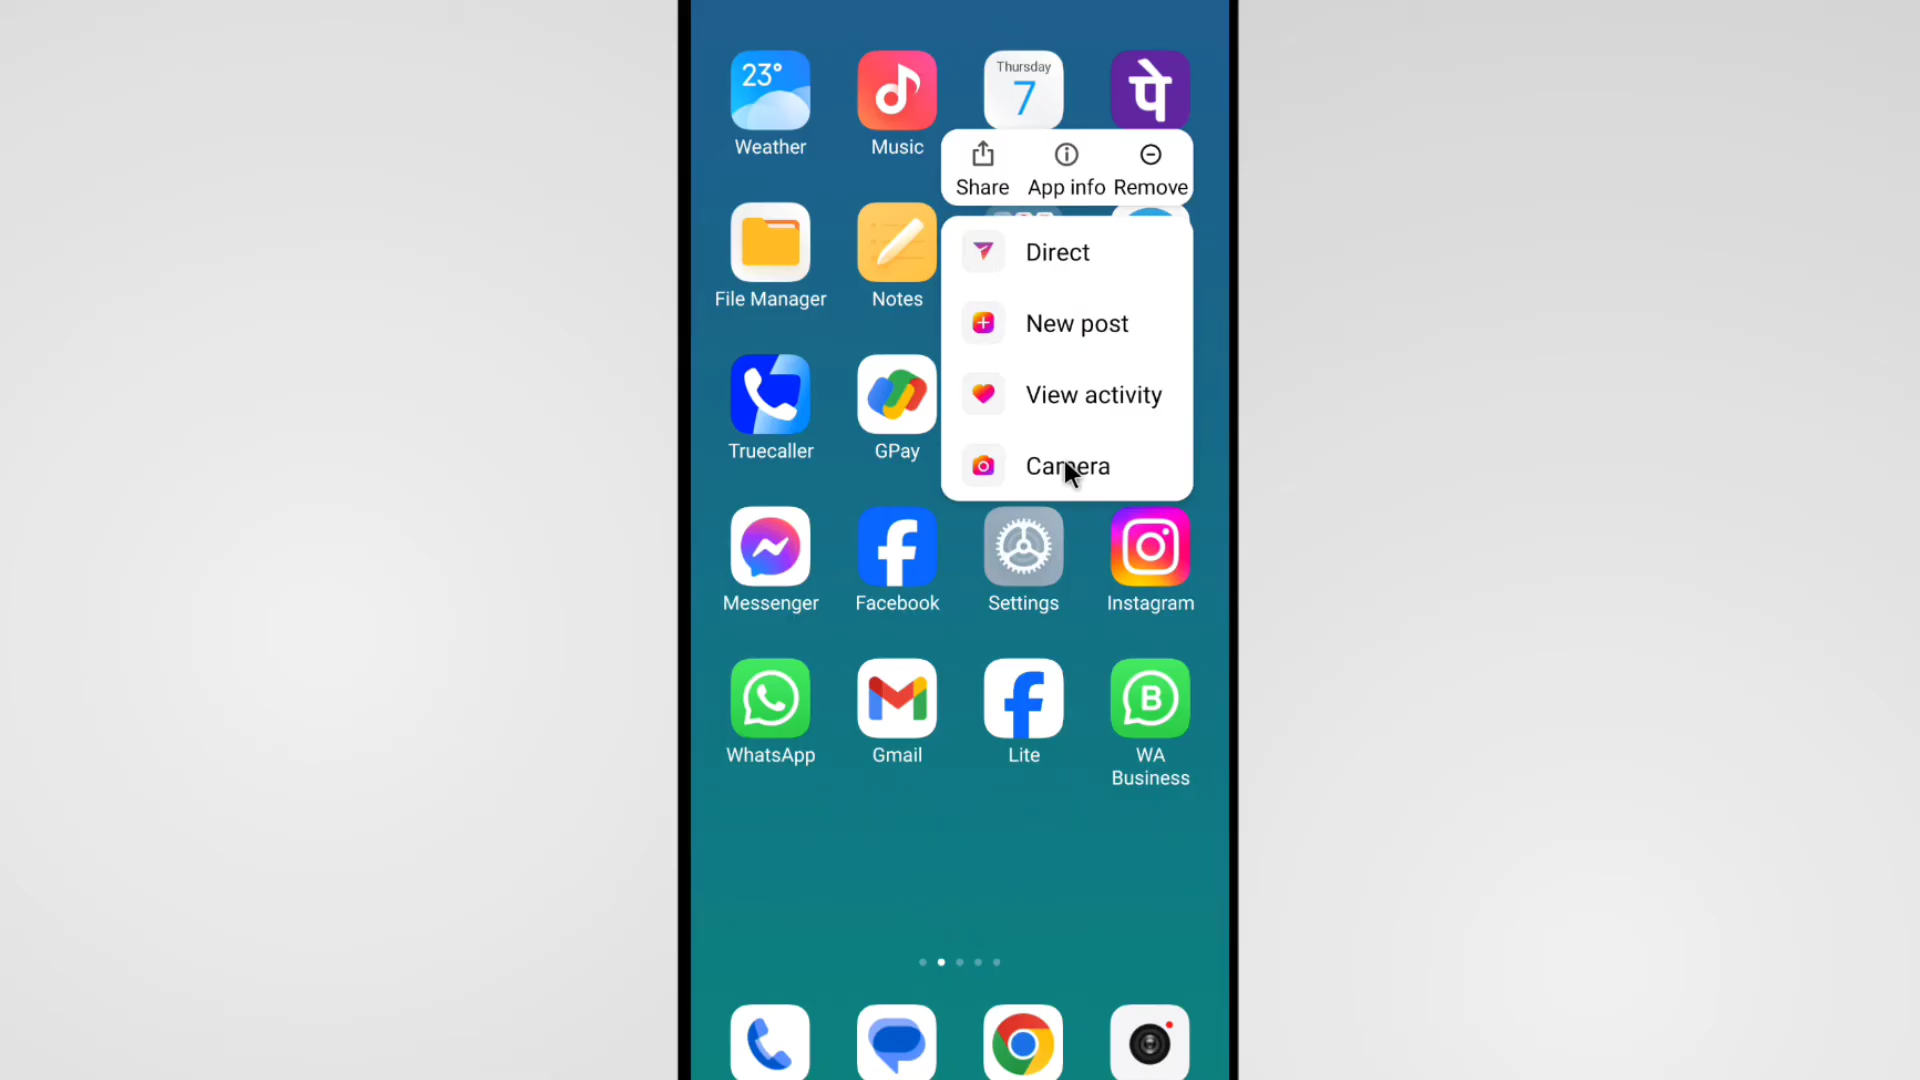 23°
Weather
Music
Thursday
7
पे
Share
App info
Remove
File Manager
Notes
Direct
New post
View activity
Camera
Truecaller
GPay
Messenger
Facebook
Settings
Instagram
WhatsApp
Gmail
Lite
B
WA
Business